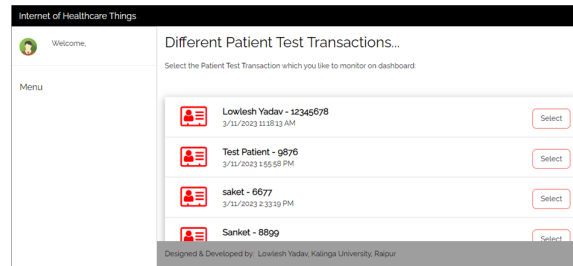 Internet of Healthcare Things
Welcome,
Menu
Different Patient Test Transactions...
Select the Patient Test Transaction which you like to monitor on dashboard:
Lowlesh Yadav - 12345678
3/11/2023 11:18:13 AM
Select
Test Patient - 9876
3/11/2023 1:55:58 PM
Select
saket - 6677
3/11/2023 2:33:19 PM
Select
Sanket - 8899
Select
Designed & Developed by: Lowlesh Yadav, Kalinga University, Raipur